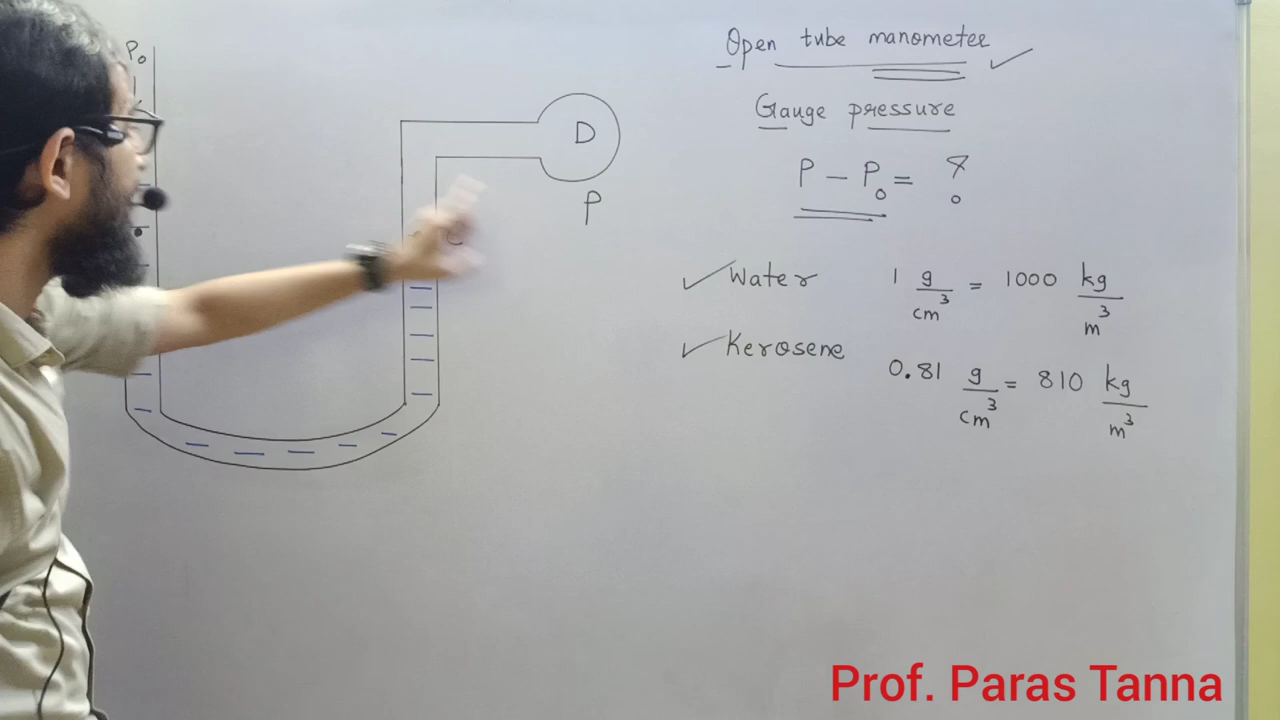 P₀
D
P
C
Open tube manometer ✓
Gauge pressure
P – P₀ = ?
✓ Water 1 g/cm³ = 1000 kg/m³
✓ Kerosene 0.81 g/cm³ = 810 kg/m³
Prof. Paras Tanna